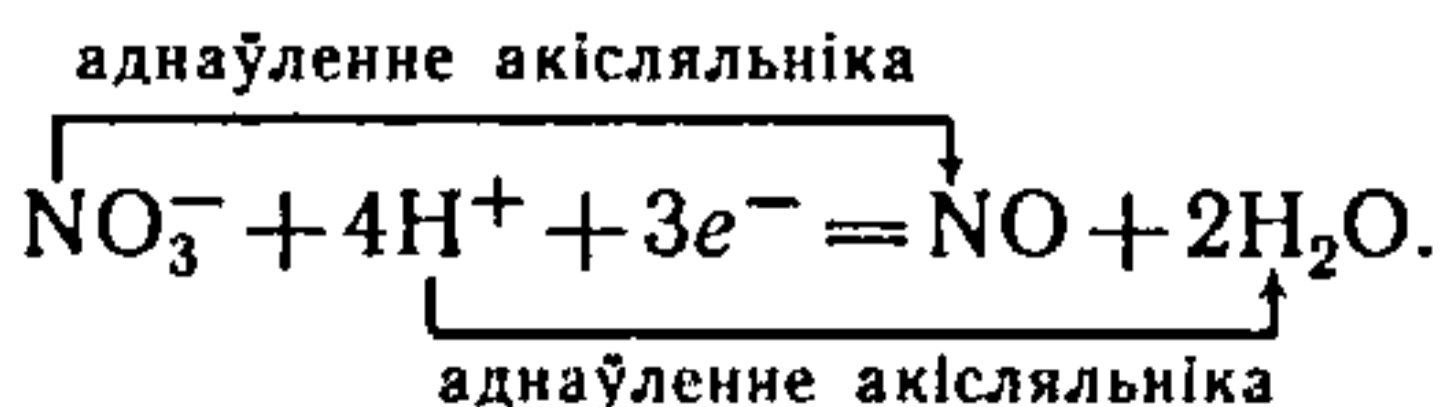 аднаўленне акісляльніка
NO₃⁻ + 4H⁺ + 3e⁻ = NO + 2H₂O.
аднаўленне акісляльніка